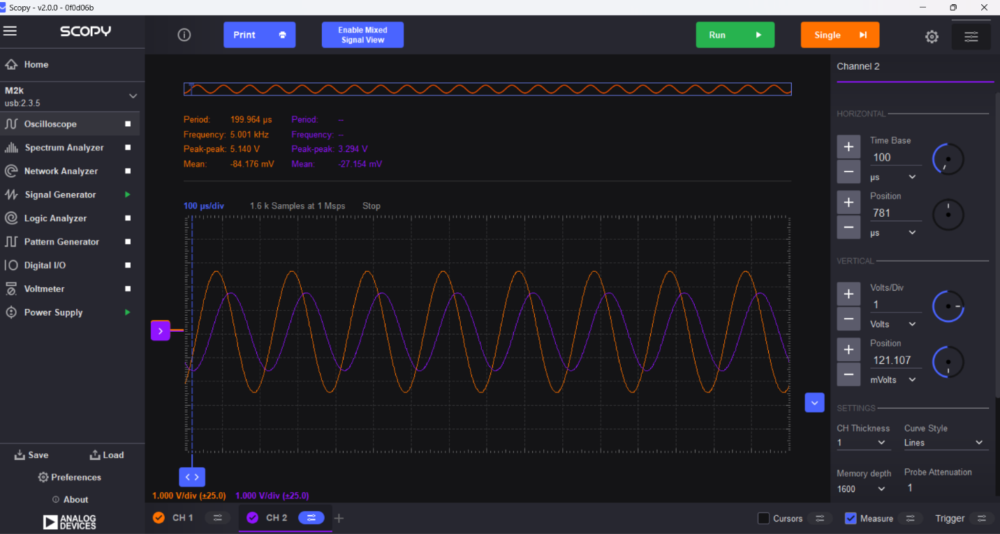 Scopy - v2.0.0 - 0f0d06b
SCOPY
Print
Enable Mixed
Signal View
Run
Single
Home
M2k
usb:2.3.5
Oscilloscope
Spectrum Analyzer
Network Analyzer
Signal Generator
Logic Analyzer
Pattern Generator
Digital I/O
Voltmeter
Power Supply
Save Load
Preferences
About
ANALOG
DEVICES
Period: 199.964 µs Period: --
Frequency: 5.001 kHz Frequency: --
Peak-peak: 5.140 V Peak-peak: 3.294 V
Mean: -84.176 mV Mean: -27.154 mV
100 µs/div 1.6 k Samples at 1 Msps Stop
1.000 V/div (±25.0) 1.000 V/div (±25.0)
CH 1 CH 2 +
Cursors Measure Trigger
Channel 2
HORIZONTAL
Time Base
+ 100
− µs
Position
+ 781
− µs
VERTICAL
Volts/Div
+ 1
− Volts
Position
+ 121.107
− mVolts
SETTINGS
CH Thickness Curve Style
1 Lines
Memory depth Probe Attenuation
1600 1